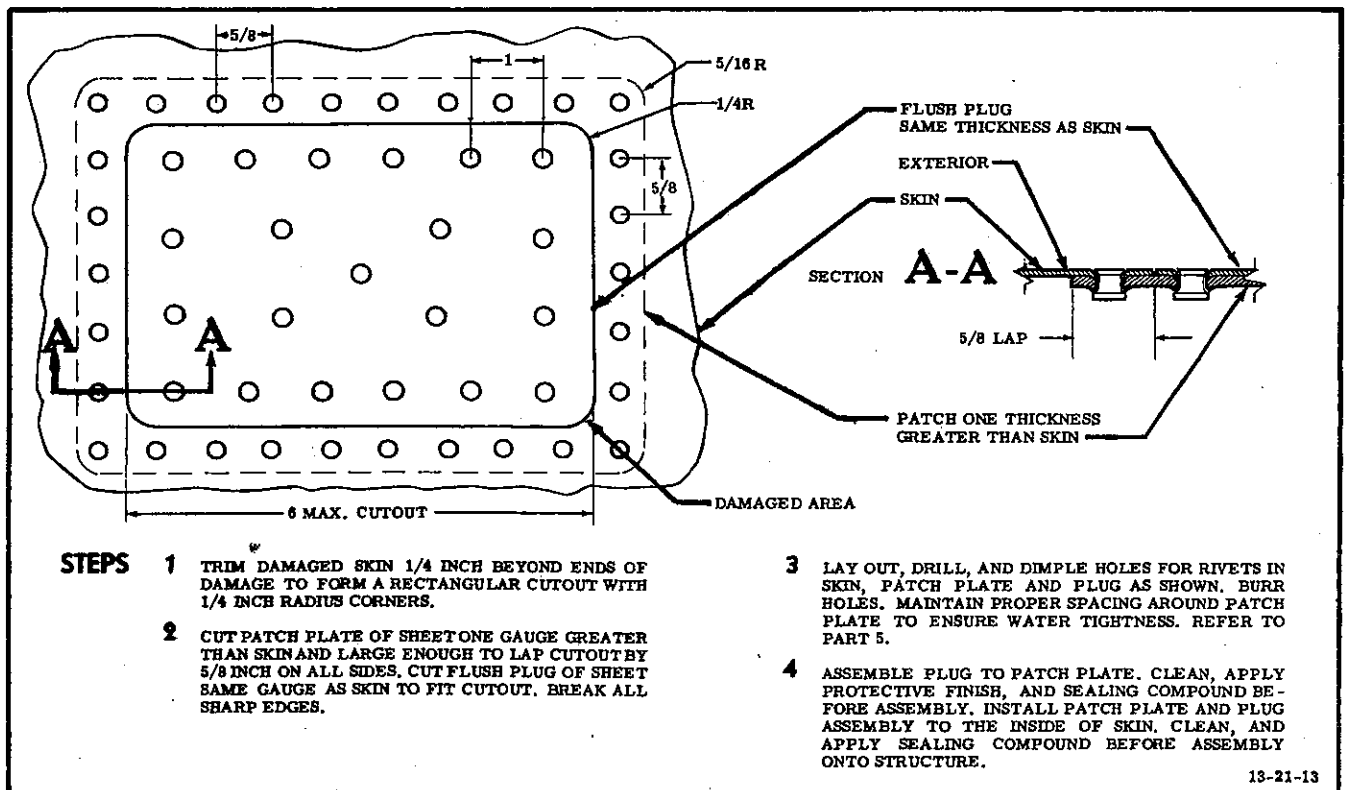 5/8
1
5/16 R
1/4R
5/8
FLUSH PLUG
SAME THICKNESS AS SKIN
EXTERIOR
SKIN
SECTION A-A
5/8 LAP
A A
PATCH ONE THICKNESS
GREATER THAN SKIN
DAMAGED AREA
6 MAX. CUTOUT
STEPS
1 TRIM DAMAGED SKIN 1/4 INCH BEYOND ENDS OF
DAMAGE TO FORM A RECTANGULAR CUTOUT WITH
1/4 INCH RADIUS CORNERS.
2 CUT PATCH PLATE OF SHEET ONE GAUGE GREATER
THAN SKIN AND LARGE ENOUGH TO LAP CUTOUT BY
5/8 INCH ON ALL SIDES. CUT FLUSH PLUG OF SHEET
SAME GAUGE AS SKIN TO FIT CUTOUT. BREAK ALL
SHARP EDGES.
3 LAY OUT, DRILL, AND DIMPLE HOLES FOR RIVETS IN
SKIN, PATCH PLATE AND PLUG AS SHOWN. BURR
HOLES. MAINTAIN PROPER SPACING AROUND PATCH
PLATE TO ENSURE WATER TIGHTNESS. REFER TO
PART 5.
4 ASSEMBLE PLUG TO PATCH PLATE. CLEAN, APPLY
PROTECTIVE FINISH, AND SEALING COMPOUND BE-
FORE ASSEMBLY. INSTALL PATCH PLATE AND PLUG
ASSEMBLY TO THE INSIDE OF SKIN. CLEAN, AND
APPLY SEALING COMPOUND BEFORE ASSEMBLY
ONTO STRUCTURE.
13-21-13